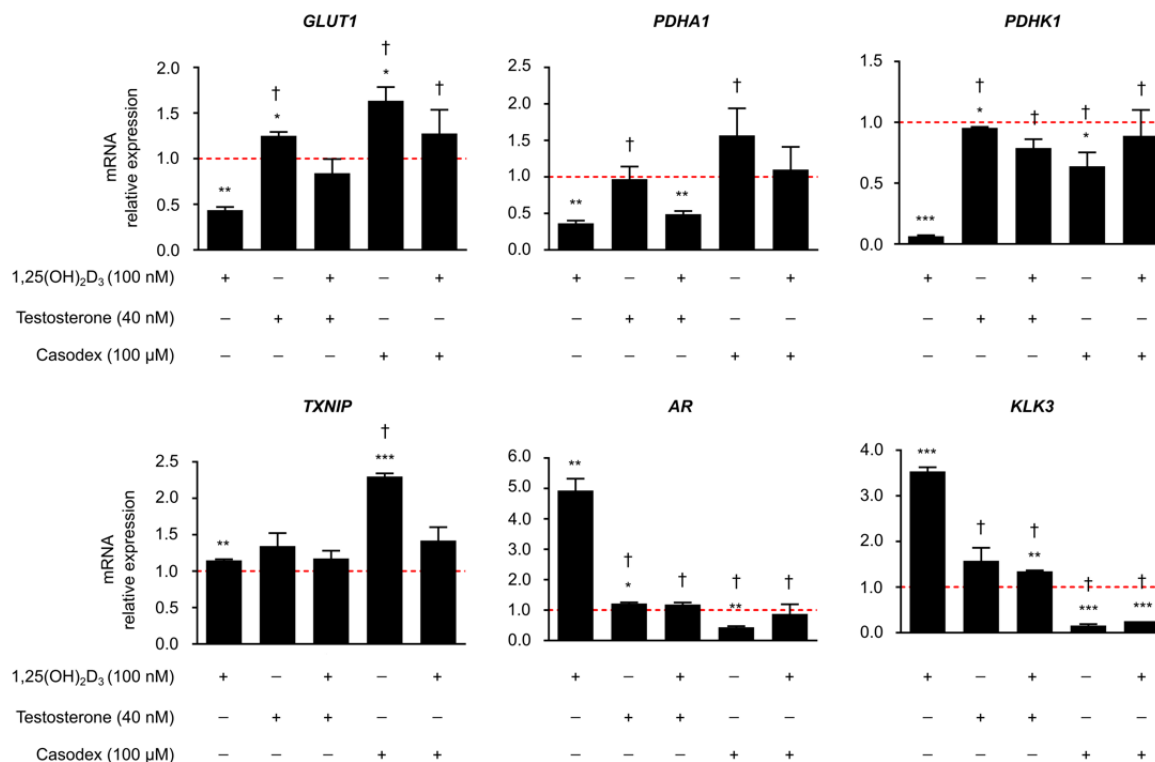 GLUT1 PDHA1 PDHK1
mRNA
relative expression
2.0
1.5
1.0
0.5
0.0
** † * † * †
2.5
2.0
1.5
1.0
0.5
0.0
** † ** †
1.5
1.0
0.5
0.0
*** † * † † * †
1,25(OH)₂D₃ (100 nM) + – + – + + – + – + + – + – +
Testosterone (40 nM) – + + – – – + + – – – + + – –
Casodex (100 µM) – – – + + – – – + + – – – + +
TXNIP AR KLK3
mRNA
relative expression
2.5
2.0
1.5
1.0
0.5
0.0
** † ***
6.0
5.0
4.0
3.0
2.0
1.0
0.0
** † * † † ** †
4.0
3.0
2.0
1.0
0.0
*** † † ** † *** † ***
1,25(OH)₂D₃ (100 nM) + – + – + + – + – + + – + – +
Testosterone (40 nM) – + + – – – + + – – – + + – –
Casodex (100 µM) – – – + + – – – + + – – – + +